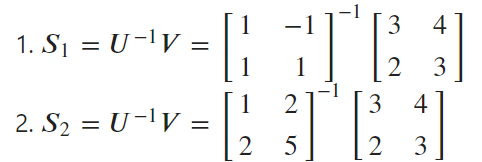 1. S₁ = U⁻¹V = [1 −1; 1 1]⁻¹ [3 4; 2 3]
2. S₂ = U⁻¹V = [1 2; 2 5]⁻¹ [3 4; 2 3]